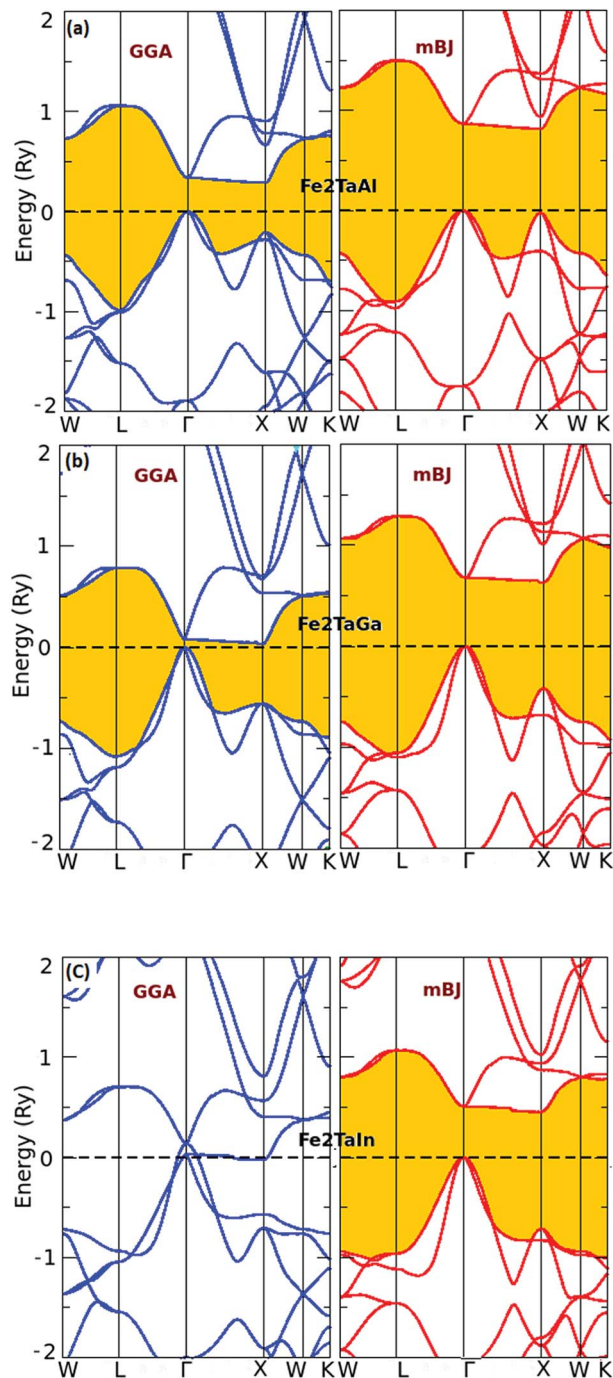 (a)
GGA
mBJ
Fe2TaAl
Energy (Ry)
2
1
0
-1
-2
W L Γ X W K
W L Γ X W K
(b)
GGA
mBJ
Fe2TaGa
Energy (Ry)
2
1
0
-1
-2
W L Γ X W K
W L Γ X W K
(C)
GGA
mBJ
Fe2TaIn
Energy (Ry)
2
1
0
-1
-2
W L Γ X W K
W L Γ X W K